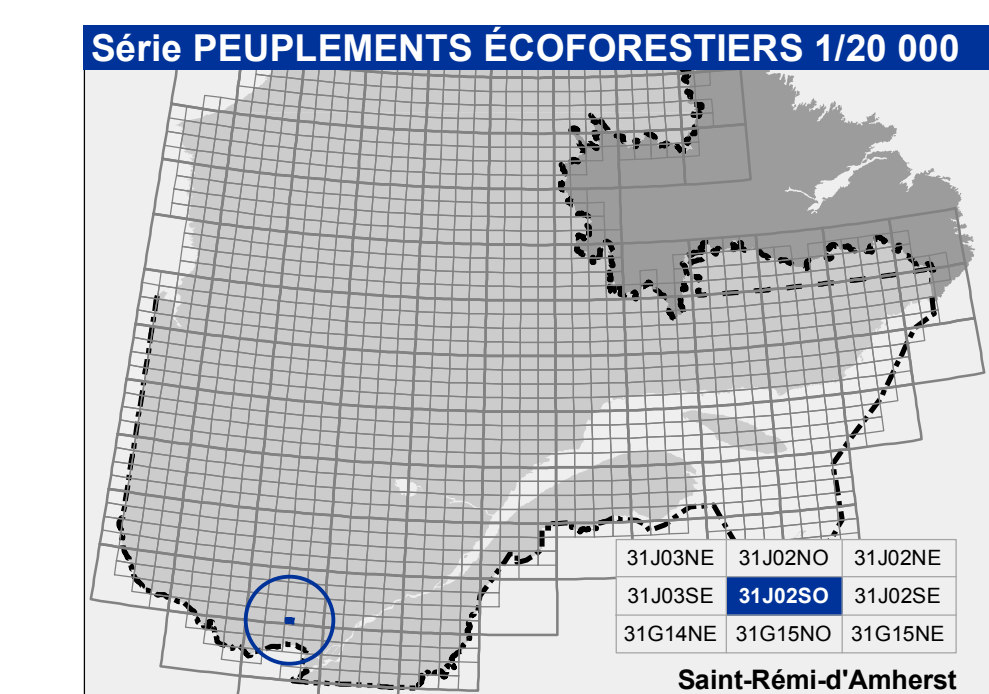 Série PEUPLEMENTS ÉCOFORESTIERS 1/20 000
31J03NE 31J02NO 31J02NE
31J03SE 31J02SO 31J02SE
31G14NE 31G15NO 31G15NE
Saint-Rémi-d'Amherst